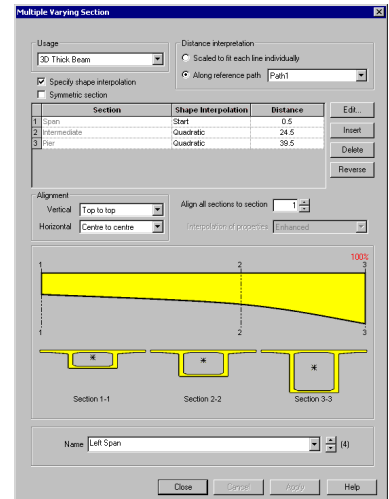 Multiple Varying Section
Usage
3D Thick Beam
Specify shape interpolation
Symmetric section
Distance interpretation
Scaled to fit each line individually
Along reference path Path1
Section Shape Interpolation Distance
1 Span Start 0.5
2 Intermediate Quadratic 24.5
3 Pier Quadratic 39.5
Edit...
Insert
Delete
Reverse
Alignment
Vertical Top to top
Horizontal Centre to centre
Align all sections to section 1
Interpolation of properties Enhanced
100%
1 2 3
1 2 3
Section 1-1 Section 2-2 Section 3-3
Name Left Span (4)
Close Cancel Apply Help